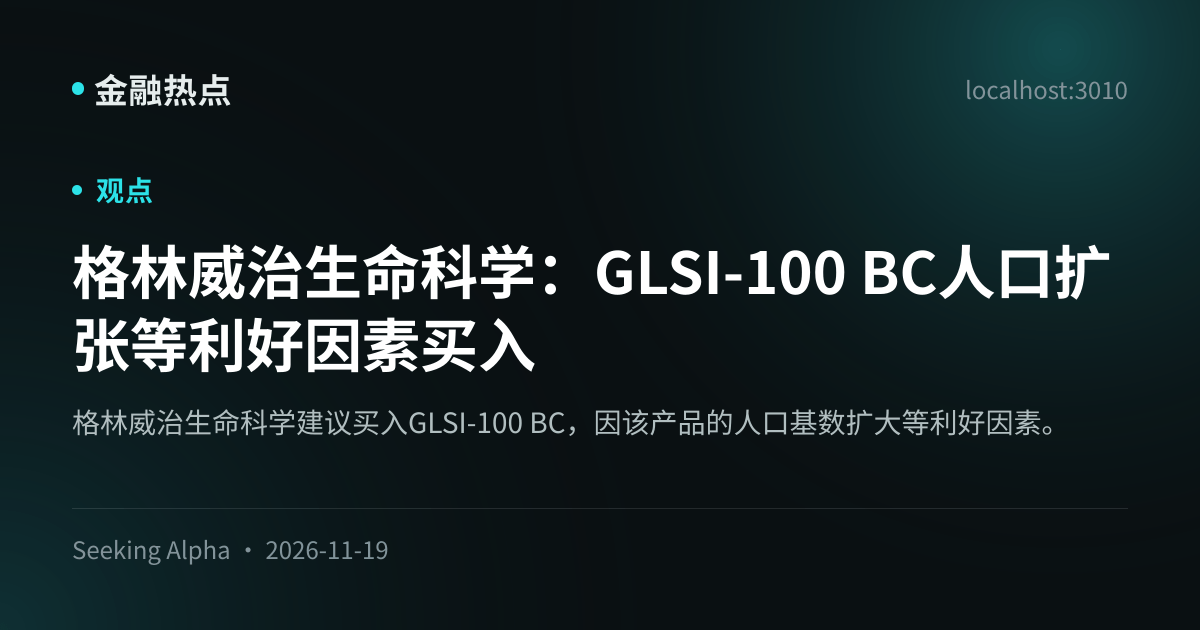 金融热点
localhost:3010
观点
格林威治生命科学：GLSI-100 BC人口扩
张等利好因素买入
格林威治生命科学建议买入GLSI-100 BC，因该产品的人口基数扩大等利好因素。
Seeking Alpha · 2026-11-19